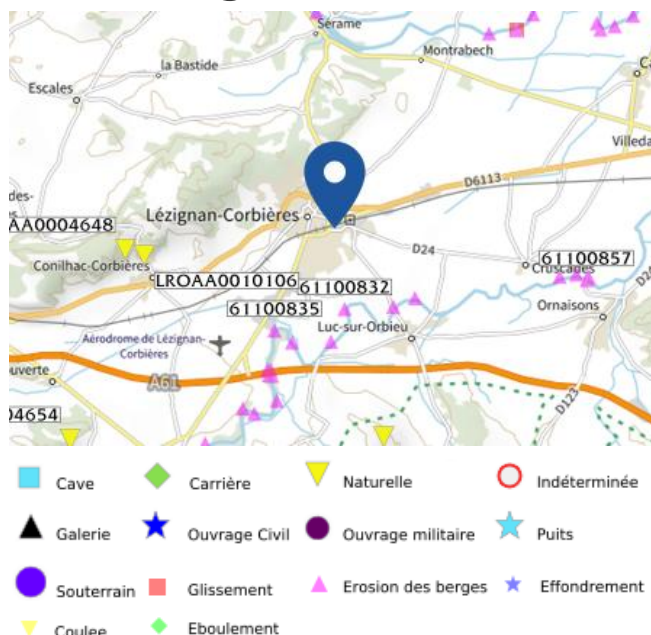 Serame
Montrabech
la Bastide
Escales
Villeda
D6113
Lézignan-Corbières
AA0004648
D24
61100857
Conilhac-Corbières
LROAA0010106
61100832
Cruscades
61100835
Ornaisons
Luc-sur-Orbieu
Aérodrome de Lézignan-
Corbières
ouverte
A61
D123
04654
Cave
Carrière
Naturelle
Indéterminée
Galerie
Ouvrage Civil
Ouvrage militaire
Puits
Souterrain
Glissement
Erosion des berges
Effondrement
Coulee
Eboulement